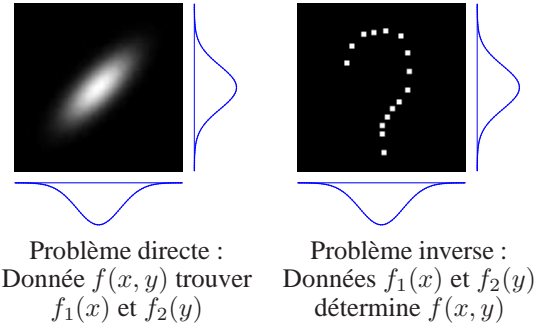 Problème directe :
Donnée f(x, y) trouver
f₁(x) et f₂(y)
Problème inverse :
Données f₁(x) et f₂(y)
détermine f(x, y)